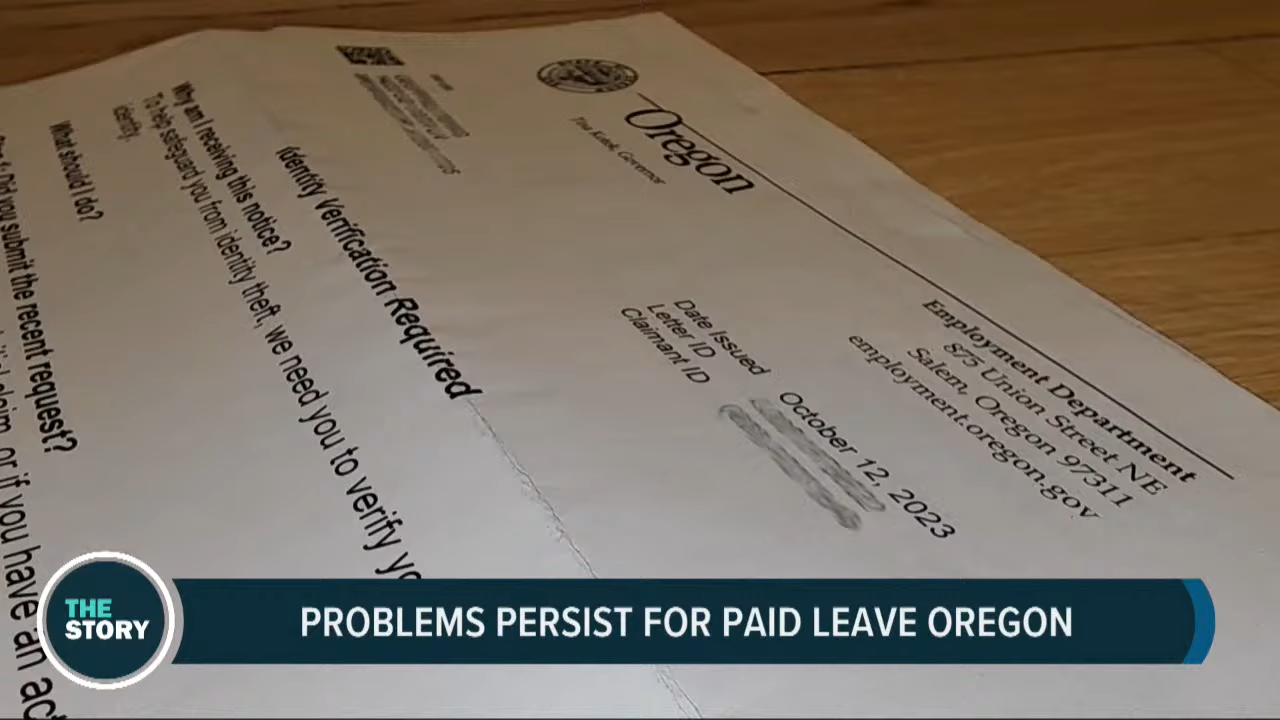 Oregon
Tina Kotek, Governor
Employment Department
875 Union Street NE
Salem, Oregon 97311
employment.oregon.gov
Date Issued October 12, 2023
Letter ID
Claimant ID
Identity Verification Required
Why am I receiving this notice?
To help safeguard you from identity theft, we need you to verify
identity.
What should I do?
Did you submit the recent request?
claim, or if you have an
THE
STORY
PROBLEMS PERSIST FOR PAID LEAVE OREGON